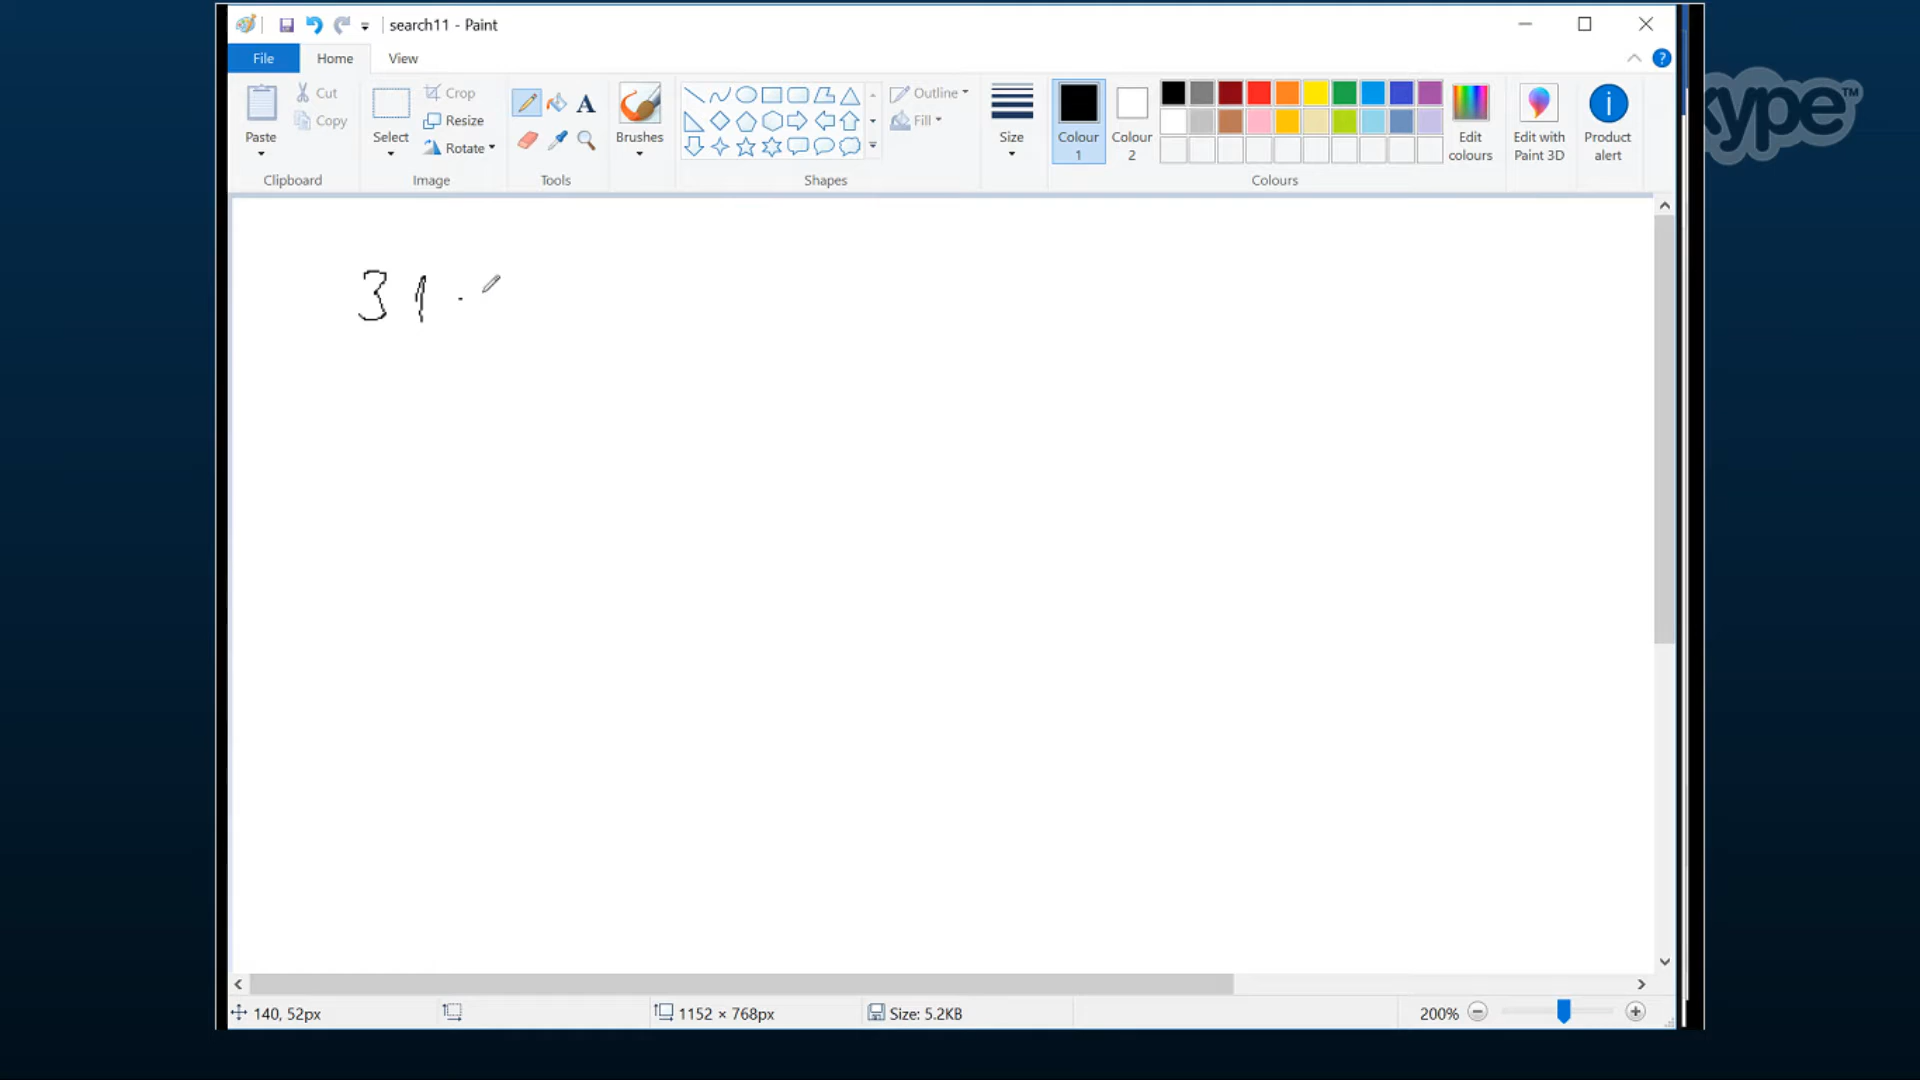 search11 - Paint
File Home View
Paste Cut Copy Clipboard
Select Crop Resize Rotate Image
A Tools
Brushes
Shapes Outline Fill
Size
Colour 1 Colour 2 Colours
Edit colours
Edit with Paint 3D
Product alert
kype™
31 .
140, 52px 1152 × 768px Size: 5.2KB 200%